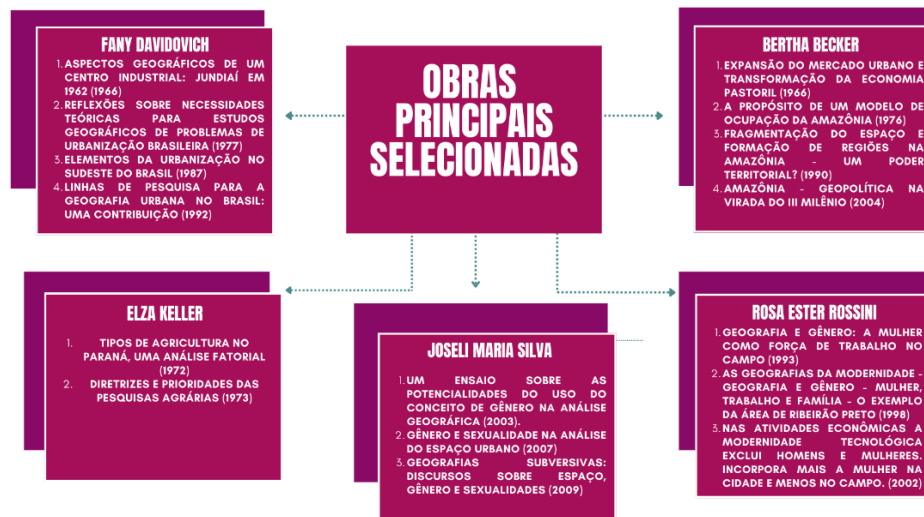 FANY DAVIDOVICH
1. ASPECTOS GEOGRÁFICOS DE UM
CENTRO INDUSTRIAL: JUNDIAÍ EM
1962 (1966)
2. REFLEXÕES SOBRE NECESSIDADES
TEÓRICAS PARA ESTUDOS
GEOGRÁFICOS DE PROBLEMAS DE
URBANIZAÇÃO BRASILEIRA (1977)
3. ELEMENTOS DA URBANIZAÇÃO NO
SUDESTE DO BRASIL (1987)
4. LINHAS DE PESQUISA PARA A
GEOGRAFIA URBANA NO BRASIL:
UMA CONTRIBUIÇÃO (1992)
OBRAS
PRINCIPAIS
SELECIONADAS
BERTHA BECKER
1. EXPANSÃO DO MERCADO URBANO E
TRANSFORMAÇÃO DA ECONOMIA
PASTORIL (1966)
2. A PROPÓSITO DE UM MODELO DE
OCUPAÇÃO DA AMAZÔNIA (1976)
3. FRAGMENTAÇÃO DO ESPAÇO E
FORMAÇÃO DE REGIÕES NA
AMAZÔNIA - UM PODER
TERRITORIAL? (1990)
4. AMAZÔNIA - GEOPOLÍTICA NA
VIRADA DO III MILÊNIO (2004)
ELZA KELLER
1. TIPOS DE AGRICULTURA NO
PARANÁ, UMA ANÁLISE FATORIAL
(1972)
2. DIRETRIZES E PRIORIDADES DAS
PESQUISAS AGRÁRIAS (1973)
JOSELI MARIA SILVA
1. UM ENSAIO SOBRE AS
POTENCIALIDADES DO USO DO
CONCEITO DE GÊNERO NA ANÁLISE
GEOGRÁFICA (2003).
2. GÊNERO E SEXUALIDADE NA ANÁLISE
DO ESPAÇO URBANO (2007)
3. GEOGRAFIAS SUBVERSIVAS:
DISCURSOS SOBRE ESPAÇO,
GÊNERO E SEXUALIDADES (2009)
ROSA ESTER ROSSINI
1. GEOGRAFIA E GÊNERO: A MULHER
COMO FORÇA DE TRABALHO NO
CAMPO (1993)
2. AS GEOGRAFIAS DA MODERNIDADE -
GEOGRAFIA E GÊNERO - MULHER,
TRABALHO E FAMÍLIA - O EXEMPLO
DA ÁREA DE RIBEIRÃO PRETO (1998)
3. NAS ATIVIDADES ECONÔMICAS A
MODERNIDADE TECNOLÓGICA
EXCLUI HOMENS E MULHERES.
INCORPORA MAIS A MULHER NA
CIDADE E MENOS NO CAMPO. (2002)